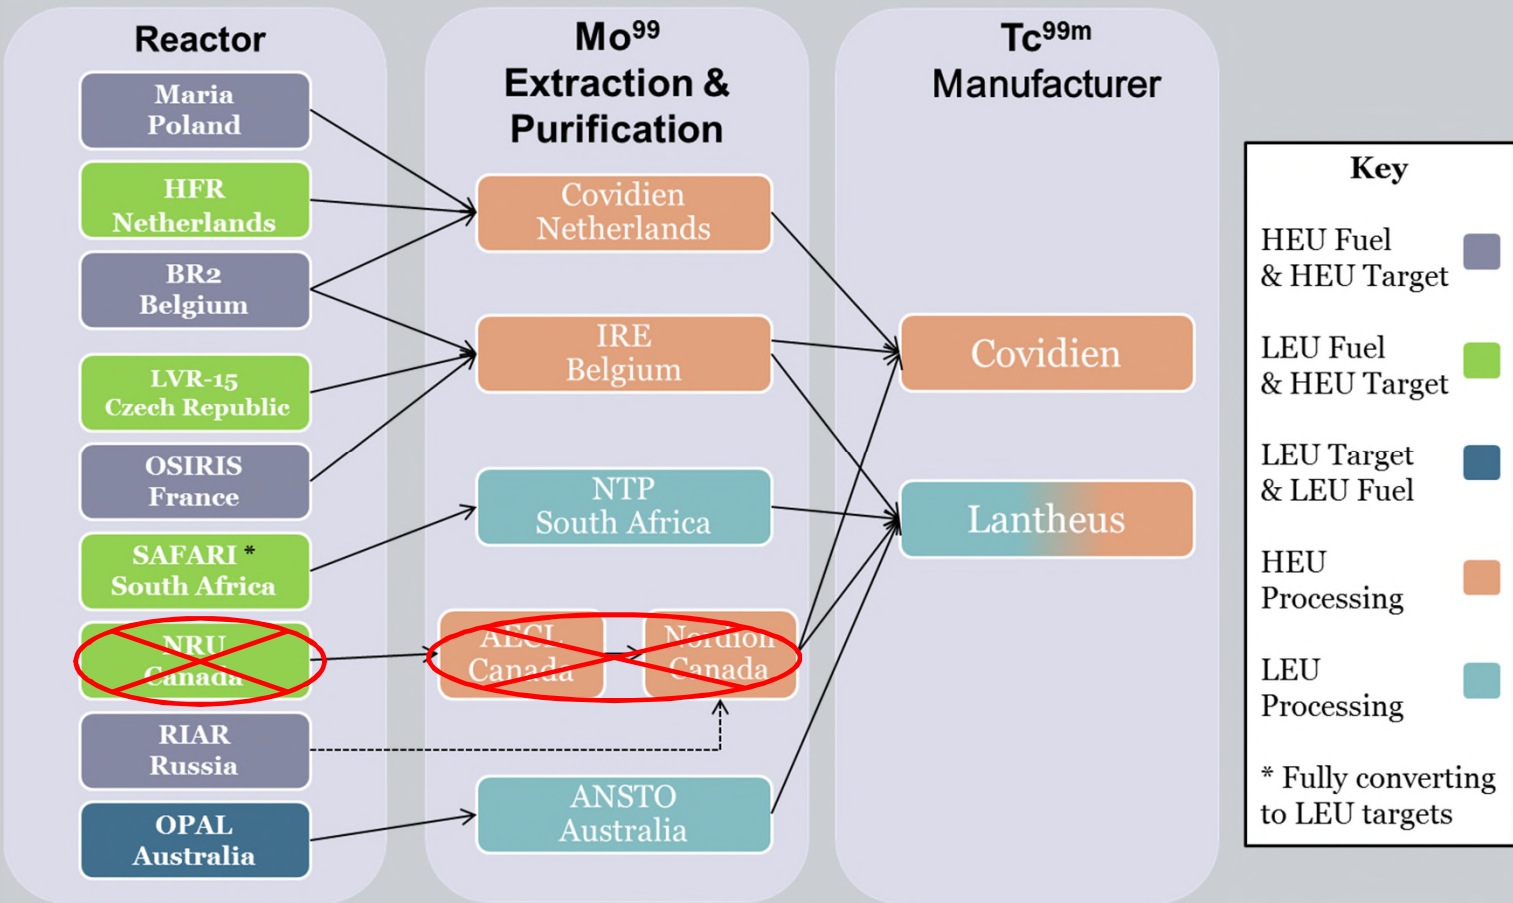 Reactor
Maria
Poland
HFR
Netherlands
BR2
Belgium
LVR-15
Czech Republic
OSIRIS
France
SAFARI *
South Africa
NRU
Canada
RIAR
Russia
OPAL
Australia
Mo99
Extraction &
Purification
Covidien
Netherlands
IRE
Belgium
NTP
South Africa
AECL
Canada
Nordion
Canada
ANSTO
Australia
Tc99m
Manufacturer
Covidien
Lantheus
Key
HEU Fuel
& HEU Target
LEU Fuel
& HEU Target
LEU Target
& LEU Fuel
HEU
Processing
LEU
Processing
* Fully converting
to LEU targets